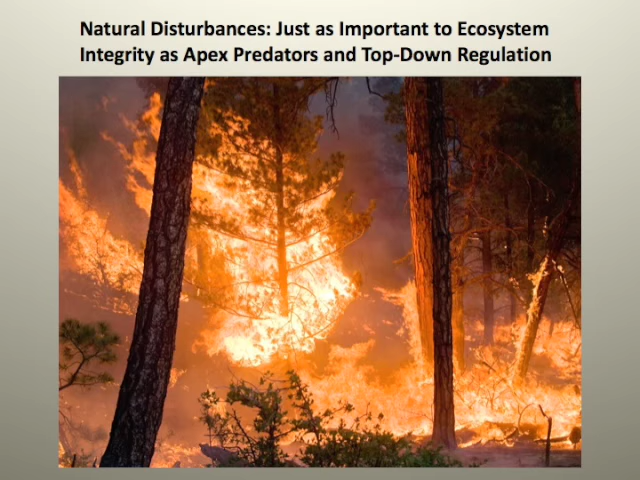 Natural Disturbances: Just as Important to Ecosystem
Integrity as Apex Predators and Top-Down Regulation